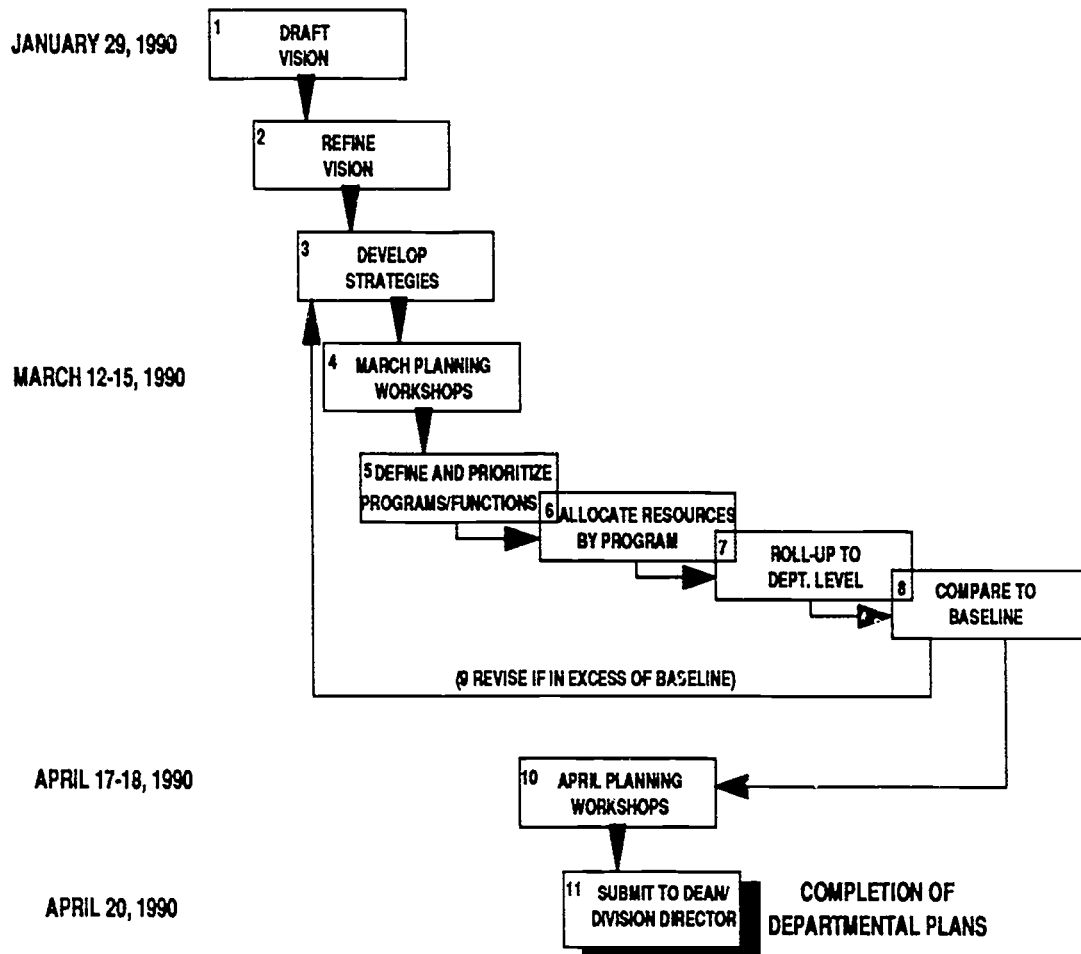 JANUARY 29, 1990
1
DRAFT
VISION
2
REFINE
VISION
3
DEVELOP
STRATEGIES
MARCH 12-15, 1990
4
MARCH PLANNING
WORKSHOPS
5 DEFINE AND PRIORITIZE
PROGRAMS/FUNCTIONS
6
ALLOCATE RESOURCES
BY PROGRAM
7
ROLL-UP TO
DEPT. LEVEL
8
COMPARE TO
BASELINE
(9 REVISE IF IN EXCESS OF BASELINE)
APRIL 17-18, 1990
10
APRIL PLANNING
WORKSHOPS
APRIL 20, 1990
11
SUBMIT TO DEAN/
DIVISION DIRECTOR
COMPLETION OF
DEPARTMENTAL PLANS